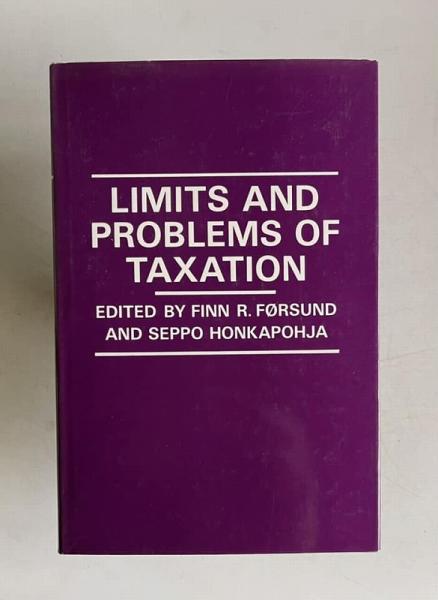 LIMITS AND
PROBLEMS OF
TAXATION
EDITED BY FINN R. FØRSUND
AND SEPPO HONKAPOHJA